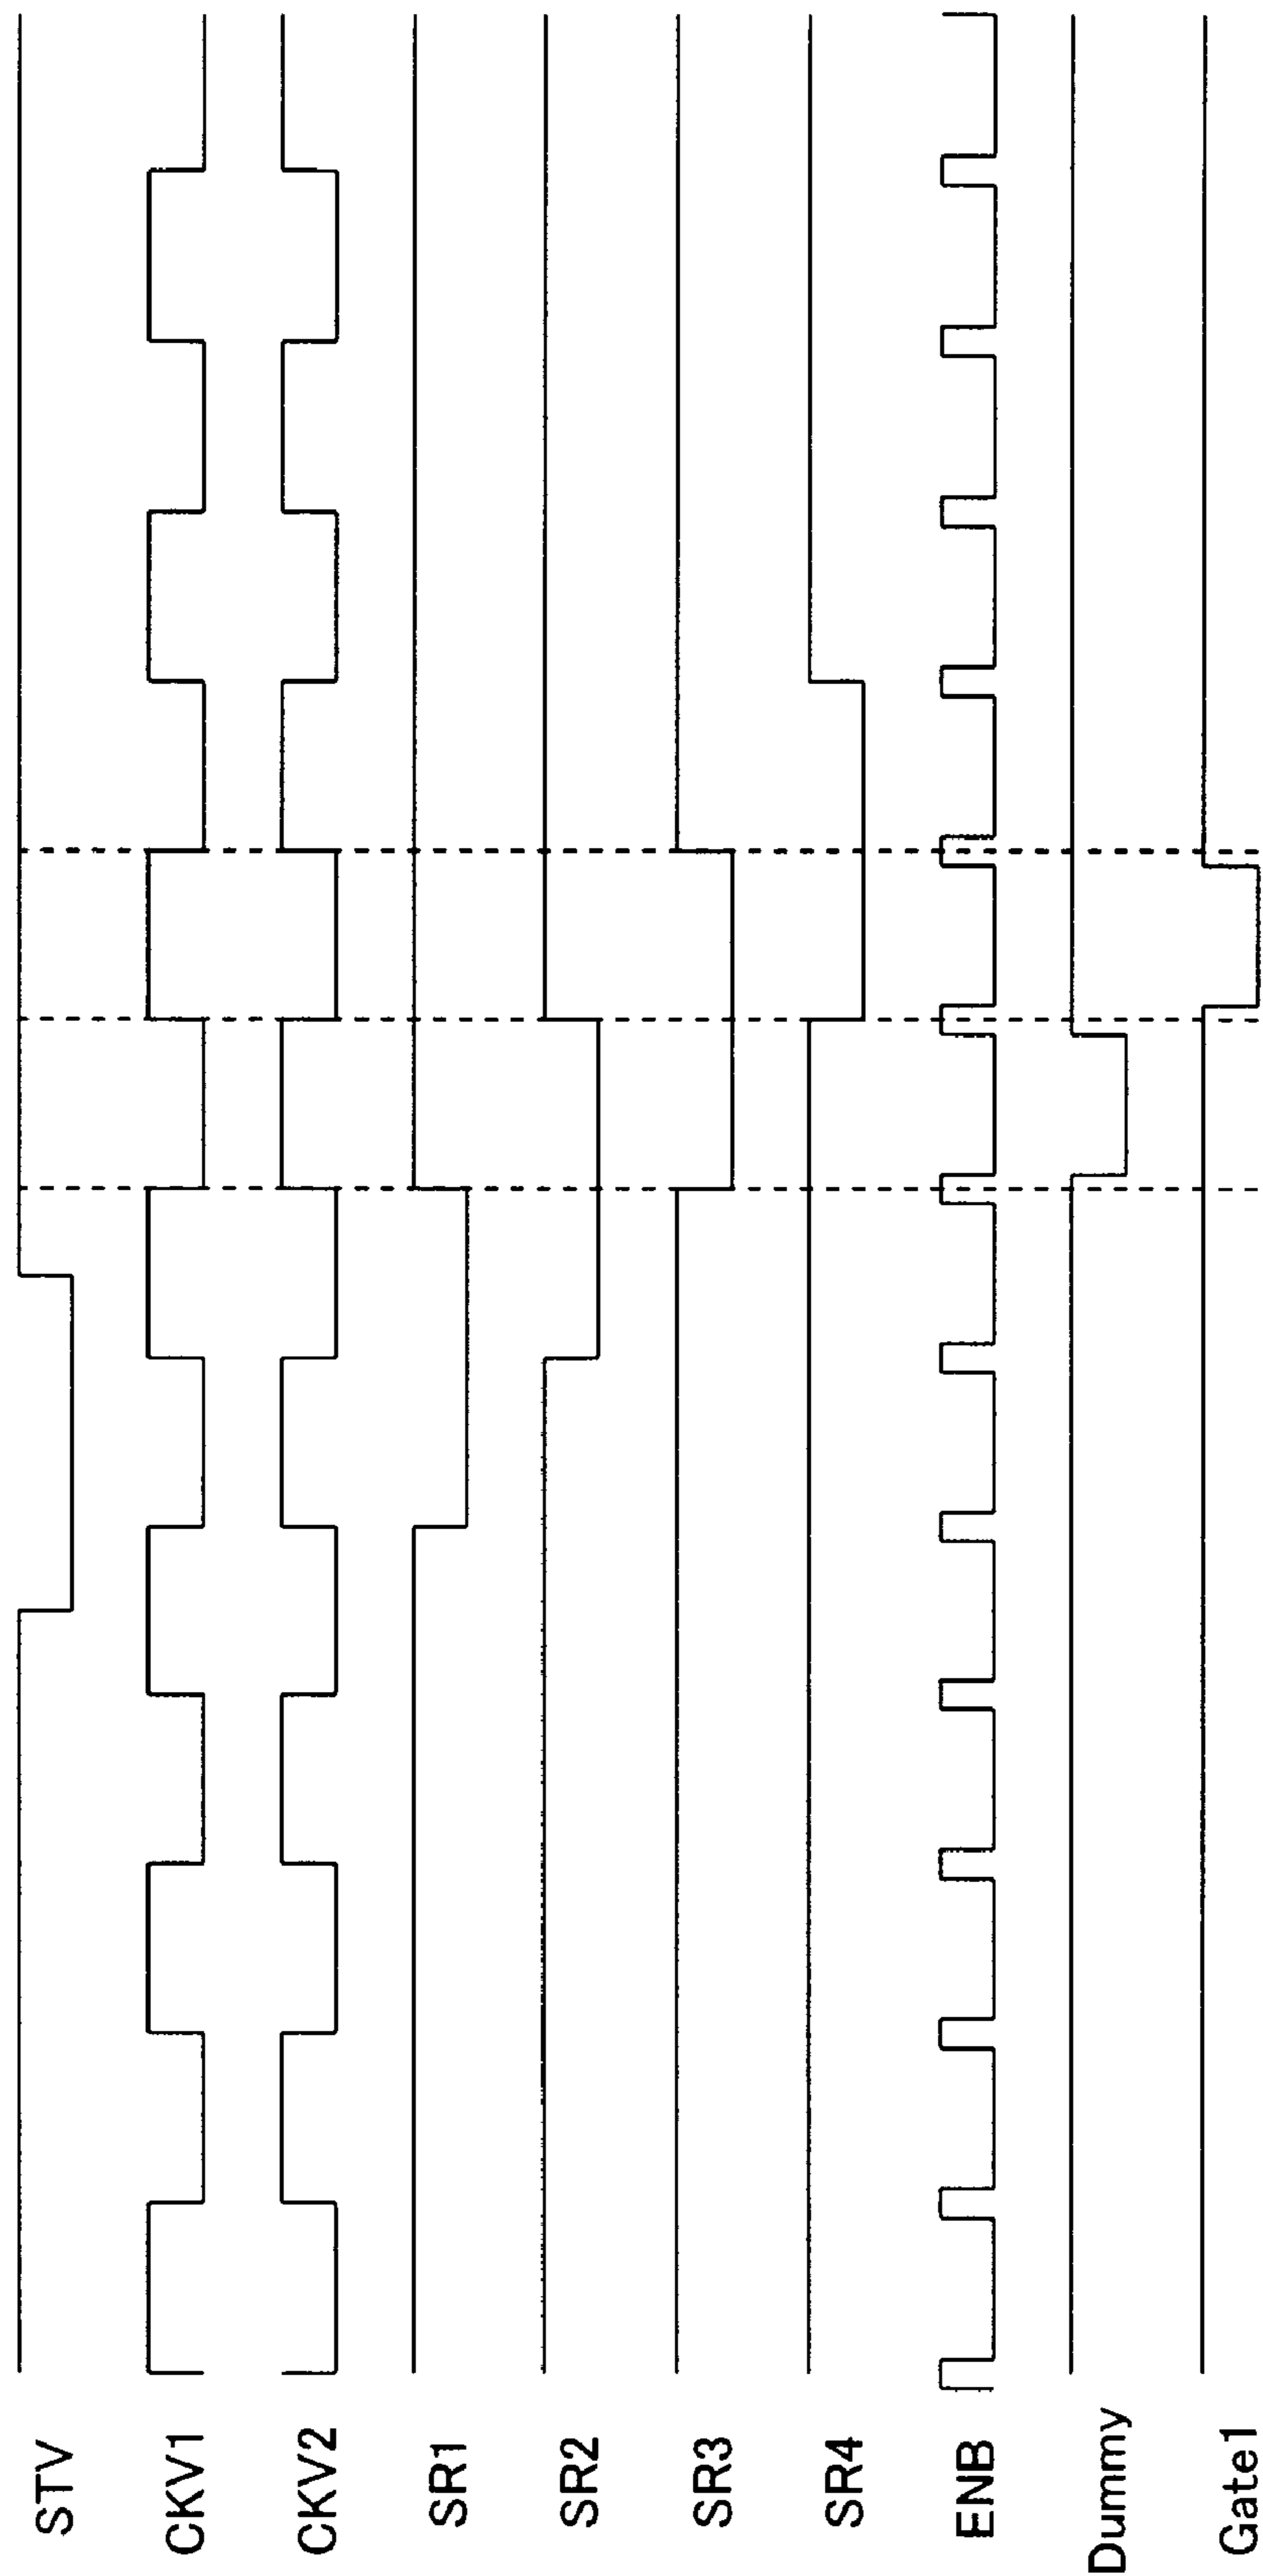 STV
CKV1
CKV2
SR1
SR2
SR3
SR4
ENB
Dummy
Gate1